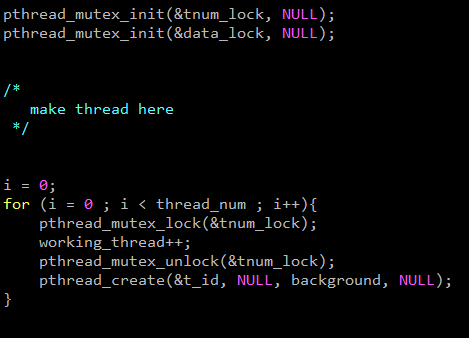 pthread_mutex_init(&tnum_lock, NULL);
pthread_mutex_init(&data_lock, NULL);
/*
make thread here
*/
i = 0;
for (i = 0 ; i < thread_num ; i++){
pthread_mutex_lock(&tnum_lock);
working_thread++;
pthread_mutex_unlock(&tnum_lock);
pthread_create(&t_id, NULL, background, NULL);
}